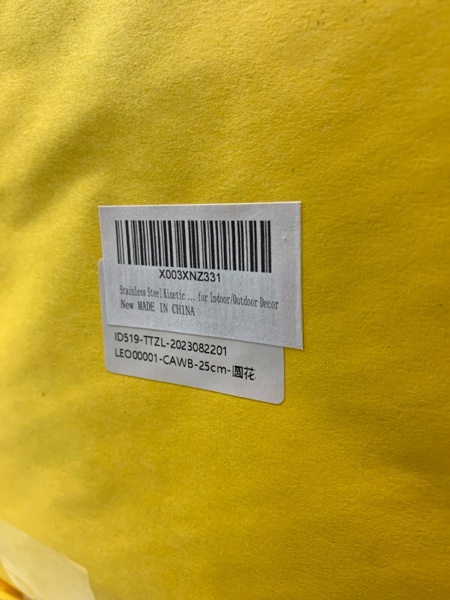 X003XNZ331
Stainless Steel Kinetic ... for Indoor/Outdoor Decor
New MADE IN CHINA
ID519-TTZL-2023082201
LEO00001-CAWB-25cm-圆花